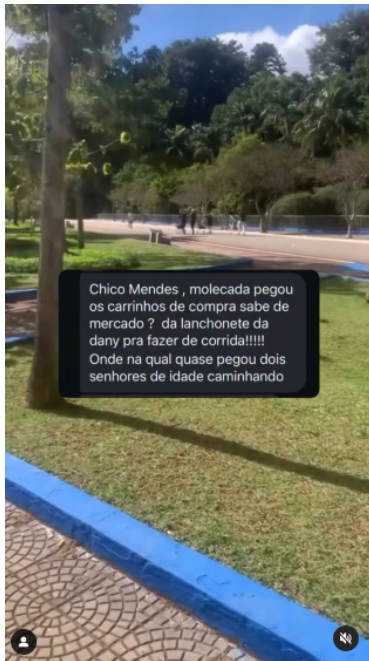 Chico Mendes , molecada pegou
os carrinhos de compra sabe de
mercado ?  da lanchonete da
dany pra fazer de corrida!!!!!
Onde na qual quase pegou dois
senhores de idade caminhando